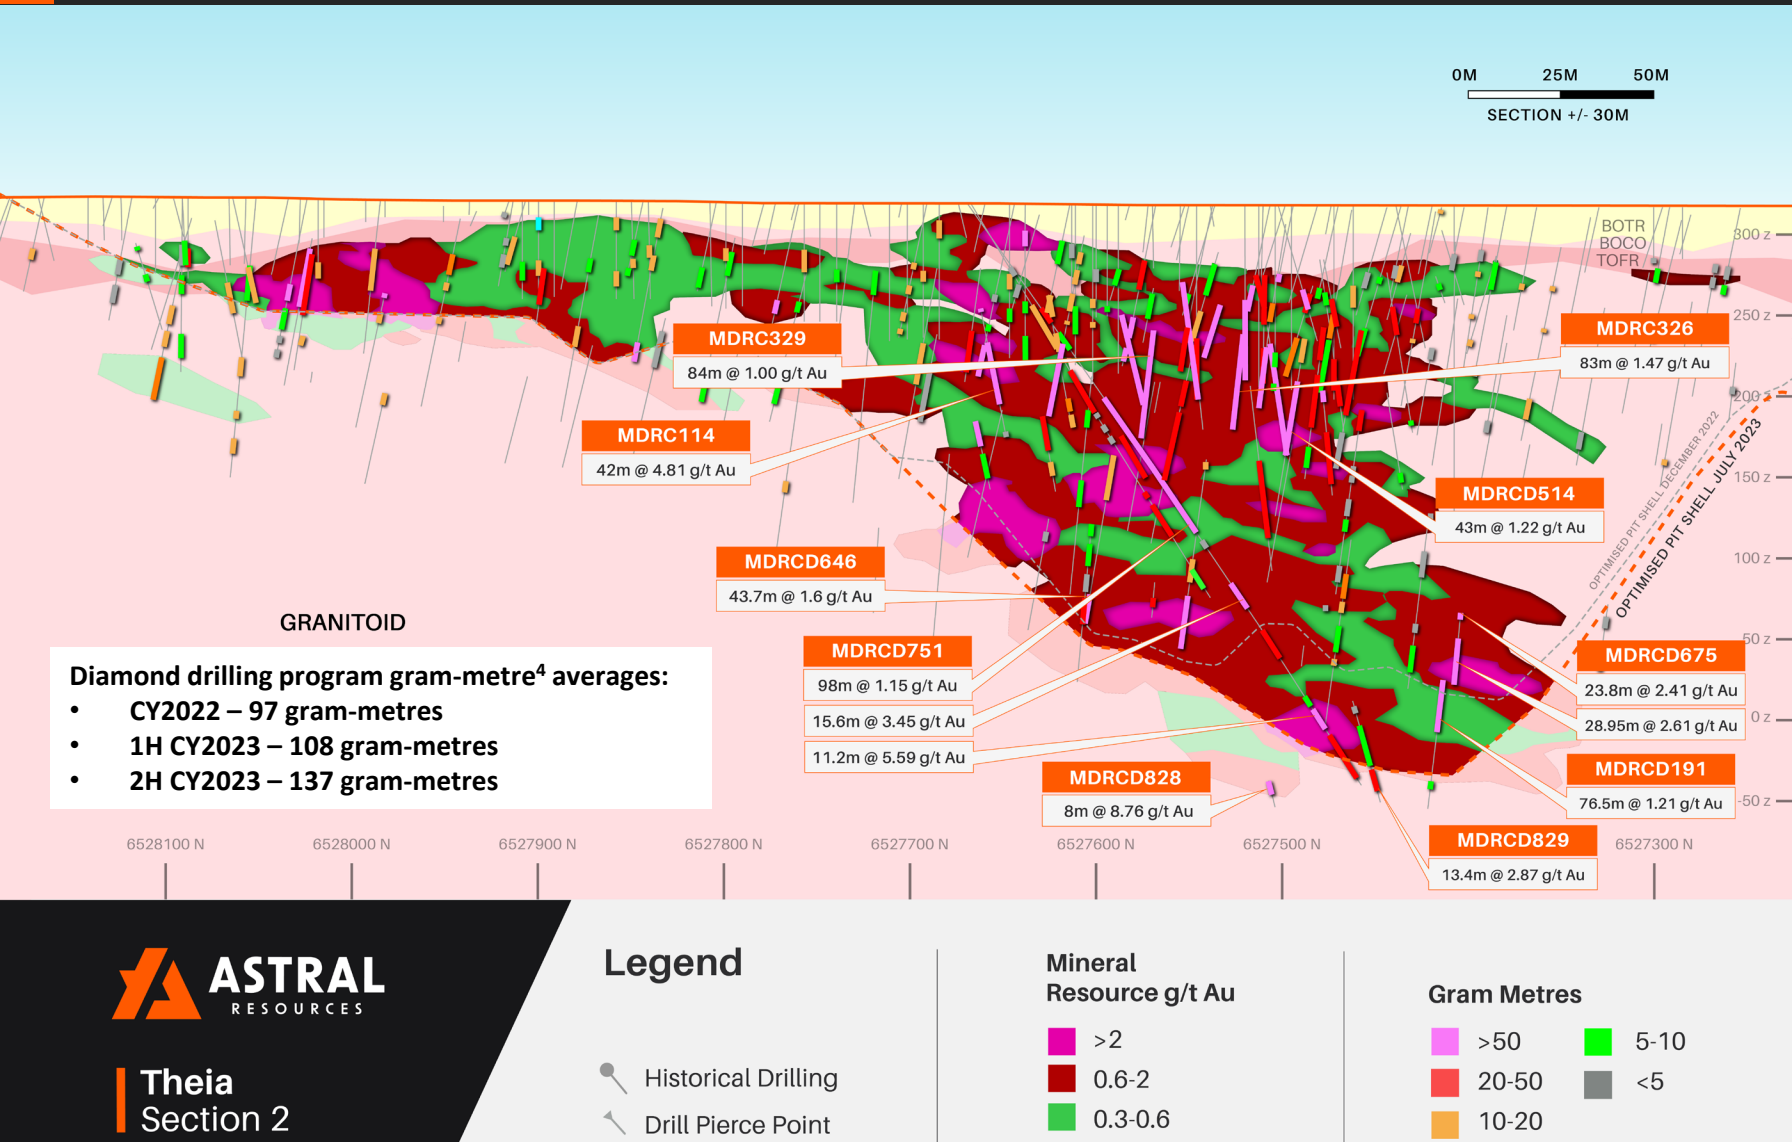 0M 25M 50M
SECTION +/- 30M
BOTR
BOCO
TOFR
300 z
250 z
200 z
150 z
100 z
50 z
0 z
-50 z
MDRC329
84m @ 1.00 g/t Au
MDRC326
83m @ 1.47 g/t Au
MDRC114
42m @ 4.81 g/t Au
MDRCD514
43m @ 1.22 g/t Au
OPTIMISED PIT SHELL DECEMBER 2022
OPTIMISED PIT SHELL JULY 2023
MDRCD646
43.7m @ 1.6 g/t Au
MDRCD751
98m @ 1.15 g/t Au
15.6m @ 3.45 g/t Au
11.2m @ 5.59 g/t Au
MDRCD675
23.8m @ 2.41 g/t Au
28.95m @ 2.61 g/t Au
MDRCD191
76.5m @ 1.21 g/t Au
MDRCD828
8m @ 8.76 g/t Au
MDRCD829
13.4m @ 2.87 g/t Au
GRANITOID
Diamond drilling program gram-metre⁴ averages:
• CY2022 – 97 gram-metres
• 1H CY2023 – 108 gram-metres
• 2H CY2023 – 137 gram-metres
6528100 N 6528000 N 6527900 N 6527800 N 6527700 N 6527600 N 6527500 N 6527300 N
ASTRAL
RESOURCES
Theia
Section 2
Legend
Historical Drilling
Drill Pierce Point
Mineral
Resource g/t Au
>2
0.6-2
0.3-0.6
Gram Metres
>50 5-10
20-50 <5
10-20